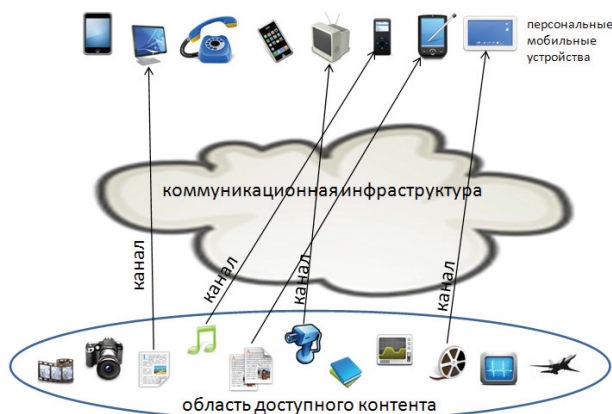 персональные
мобильные
устройства
коммуникационная инфраструктура
канал
канал
канал
канал
область доступного контента